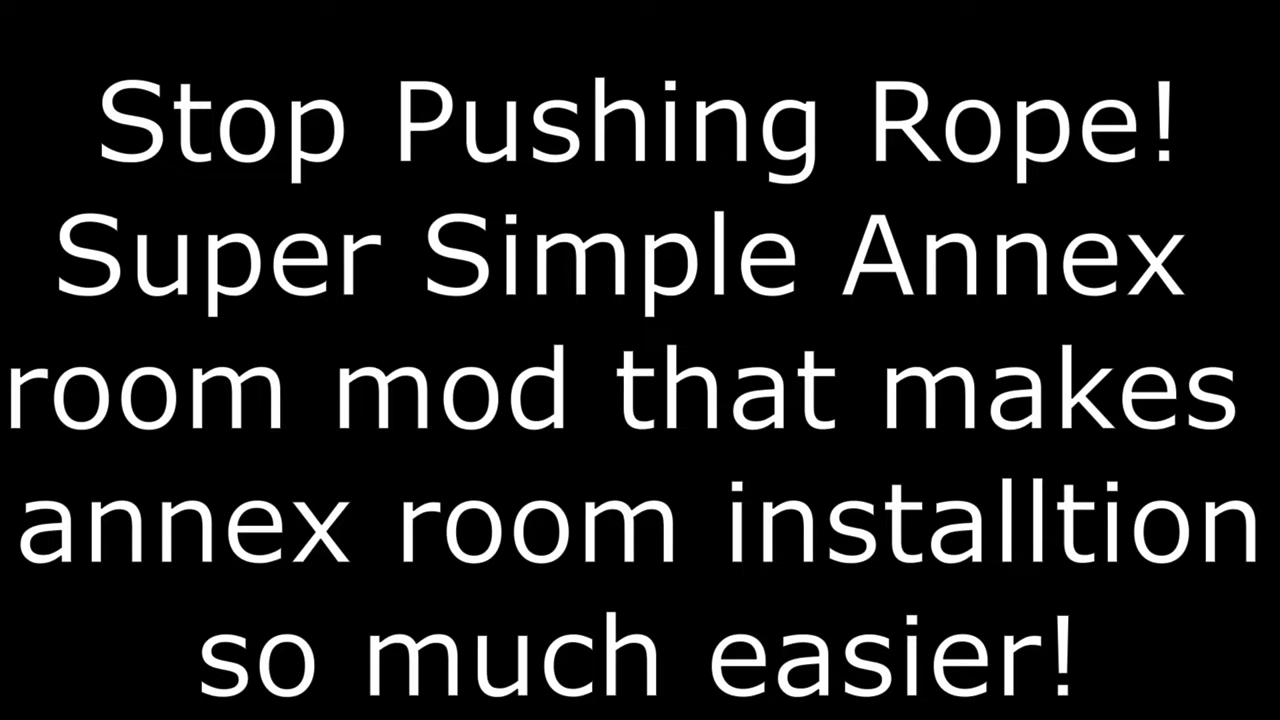 Stop Pushing Rope!
Super Simple Annex
room mod that makes
annex room installtion
so much easier!